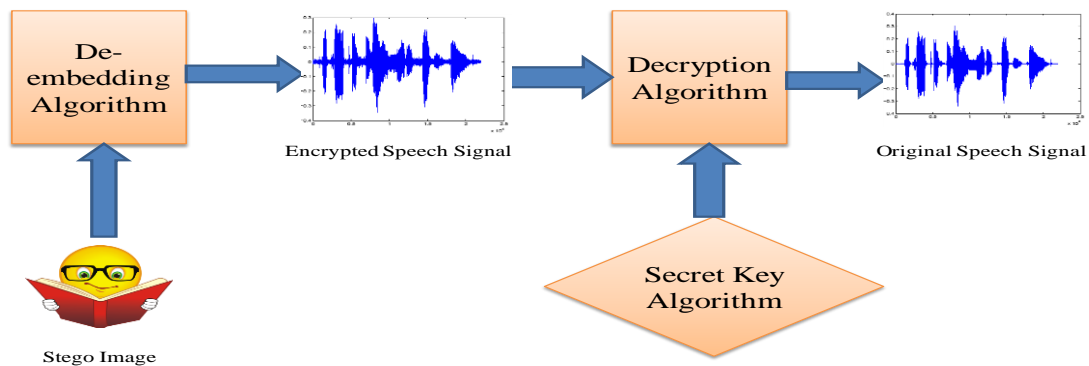 De-
embedding
Algorithm
Encrypted Speech Signal
Decryption
Algorithm
Original Speech Signal
Secret Key
Algorithm
Stego Image